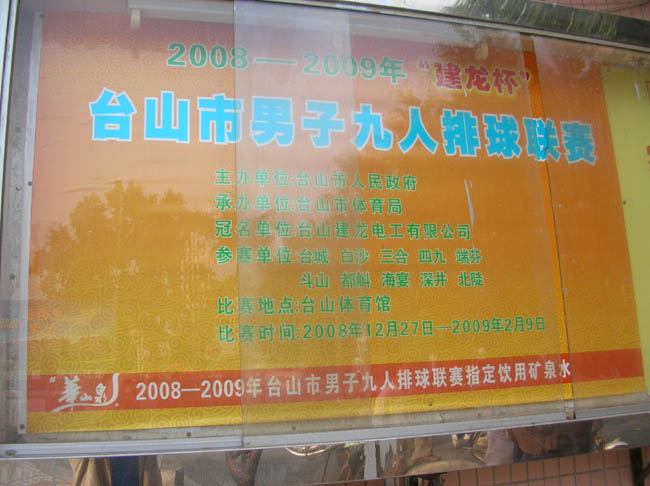 2008——2009年“建龙杯”
台山市男子九人排球联赛
主办单位:台山市人民政府
承办单位:台山市体育局
冠名单位:台山建龙电工有限公司
参赛单位:台城 白沙 三合 四九 端芬
斗山 都斛 海宴 深井 北陡
比赛地点:台山体育馆
比赛时间:2008年12月27日—2009年2月9日
“華山泉” 2008—2009年台山市男子九人排球联赛指定饮用矿泉水